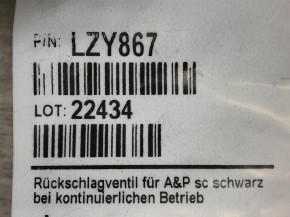 P/N: LZY867
LOT: 22434
Rückschlagventil für A&P sc schwarz
bei kontinuierlichen Betrieb